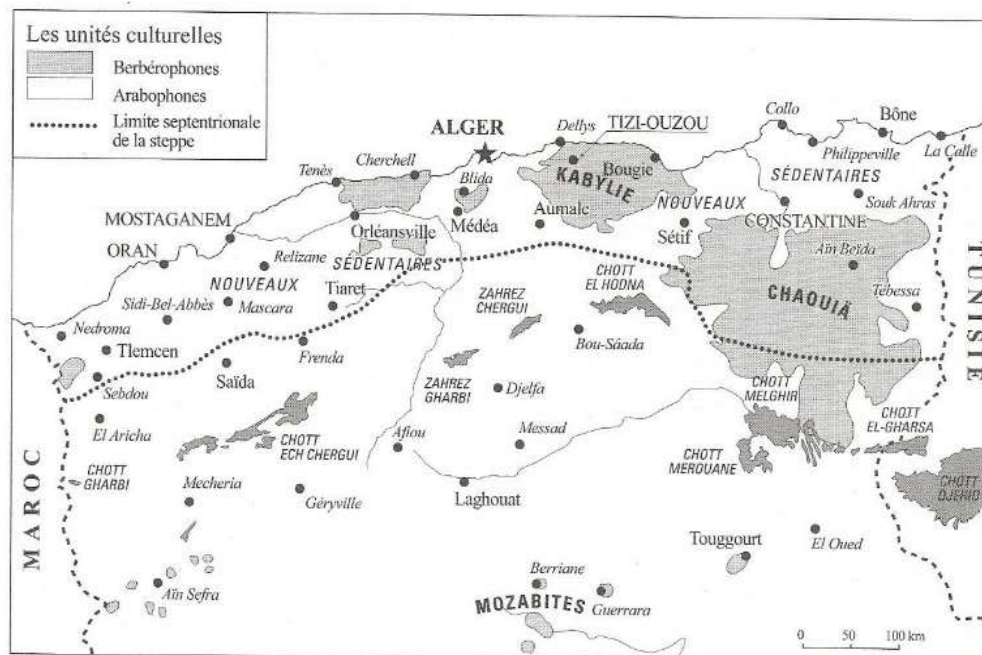 Les unités culturelles
Berbérophones
Arabophones
Limite septentrionale
de la steppe
ALGER
Dellys
TIZI-OUZOU
Collo
Bône
Philippeville
La Calle
Cherchell
Tenès
Blida
KABYLIE
Bougie
SÉDENTAIRES
Souk Ahras
MOSTAGANEM
Médéa
Aumale
NOUVEAUX
CONSTANTINE
Orléansville
Sétif
ORAN
Relizane
SÉDENTAIRES
Aïn Beïda
NOUVEAUX
CHOTT
EL HODNA
CHAOUIÄ
Tébessa
TUNISIE
Sidi-Bel-Abbès
Mascara
Tiaret
ZAHREZ
CHERGUI
Nedroma
Bou-Sáada
Tlemcen
Frenda
Saïda
Sebdou
ZAHREZ
GHARBI
Djelfa
CHOTT
MELGHIR
CHOTT
EL-GHARSA
El Aricha
CHOTT
ECH CHERGUI
Aflou
Messad
CHOTT
MEROUANE
CHOTT
GHARBI
Mecheria
Géryville
Laghouat
CHOTT
DJERID
MAROC
Touggourt
El Oued
Aïn Sefra
Berriane
MOZABITES
Guerrara
0 50 100 km